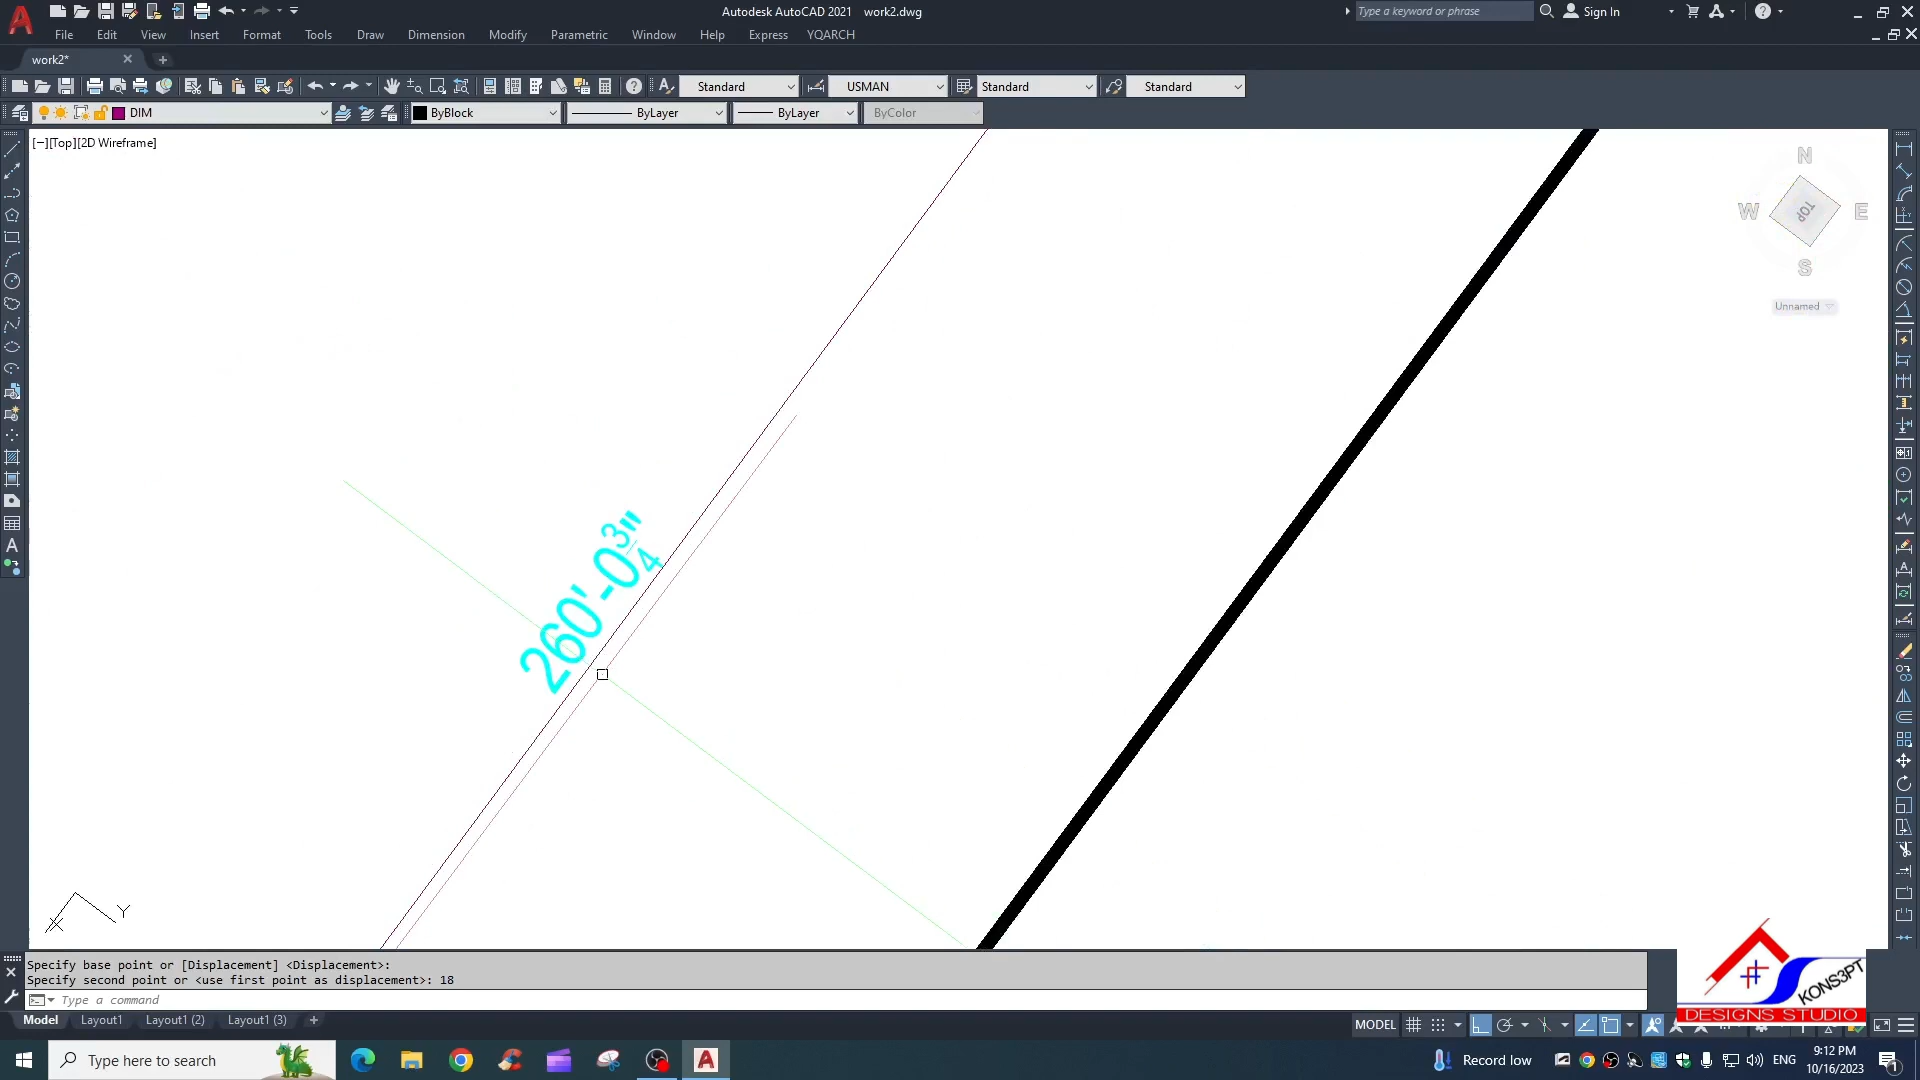 Autodesk AutoCAD 2021 work2.dwg
Type a keyword or phrase
Sign In
File Edit View Insert Format Tools Draw Dimension Modify Parametric Window Help Express YQARCH
work2*
Standard USMAN Standard Standard
DIM ByBlock ByLayer ByLayer ByColor
[−][Top][2D Wireframe]
N
W TOP E
S
Unnamed
260'-0 3/4"
X Y
Specify base point or [Displacement] <Displacement>:
Specify second point or <use first point as displacement>: 18
Type a command
KONS3PT
DESIGNS STUDIO
Model Layout1 Layout1 (2) Layout1 (3)
MODEL
Type here to search
Record low
ENG
9:12 PM
10/16/2023
1